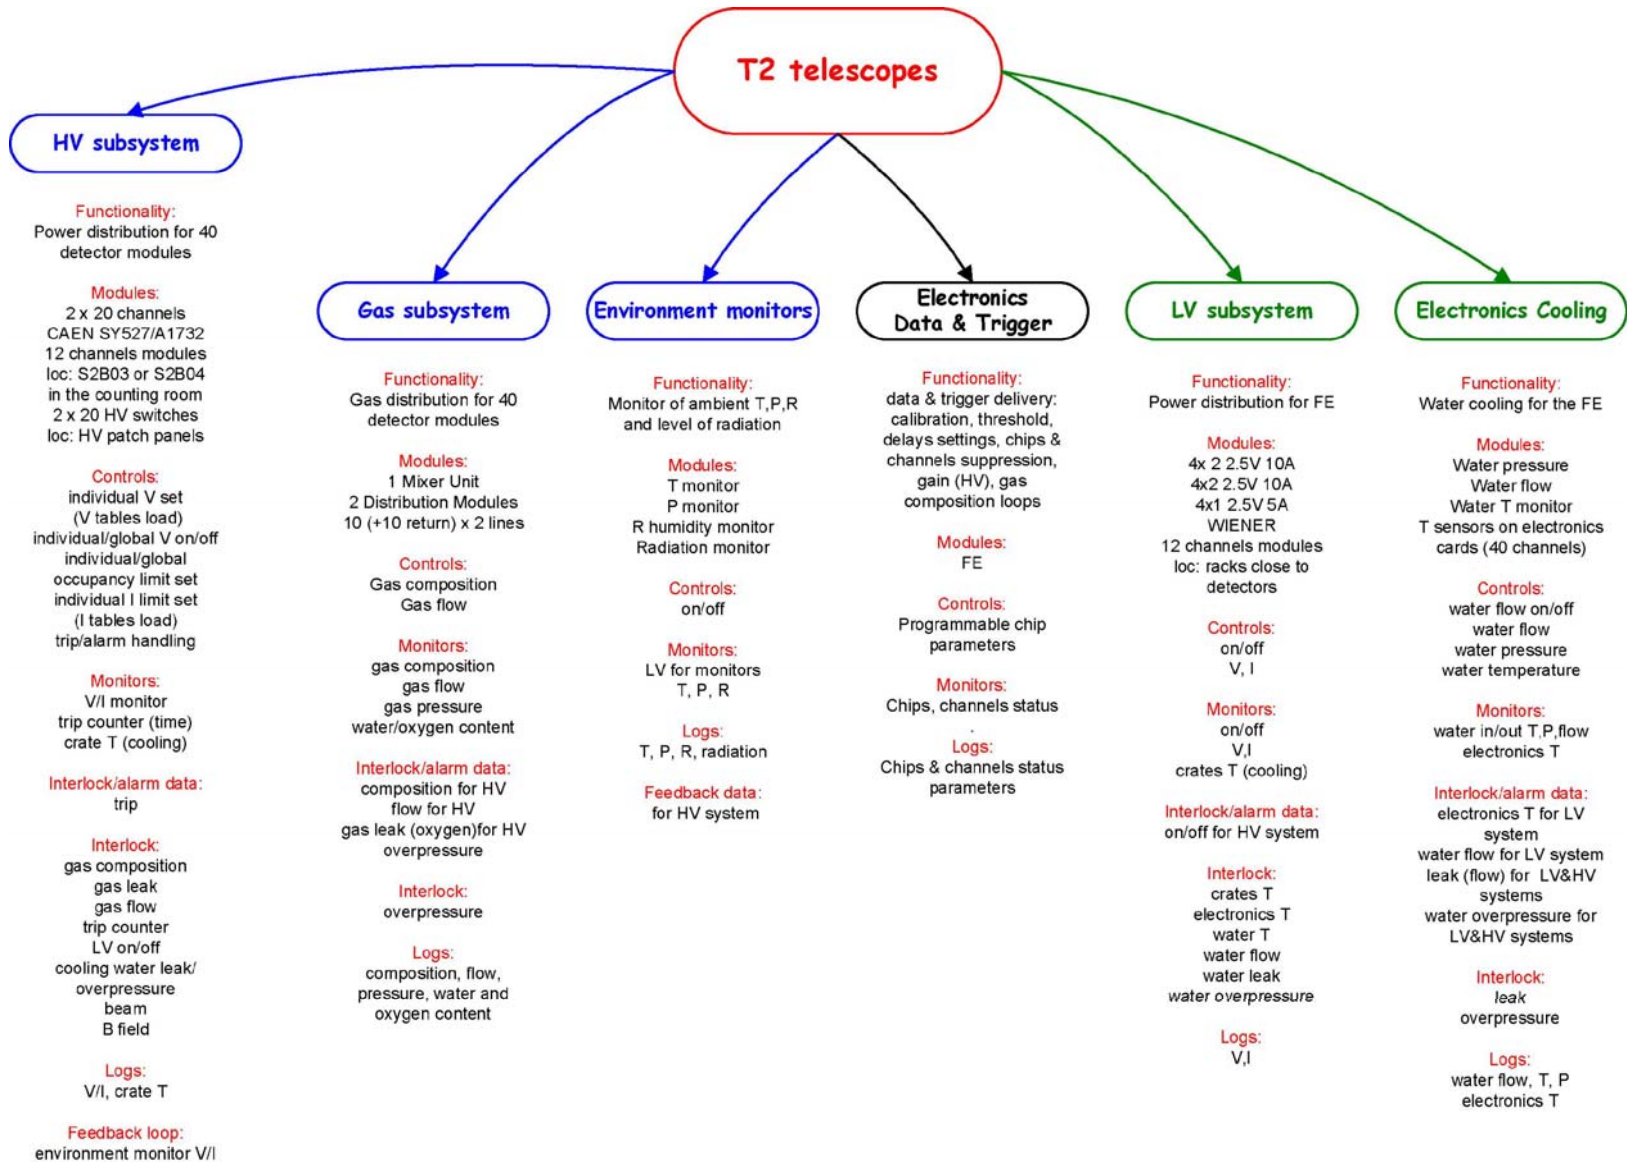 T2 telescopes
HV subsystem
Functionality:
Power distribution for 40
detector modules
Modules:
2 x 20 channels
CAEN SY527/A1732
12 channels modules
loc: S2B03 or S2B04
in the counting room
2 x 20 HV switches
loc: HV patch panels
Controls:
individual V set
(V tables load)
individual/global V on/off
individual/global
occupancy limit set
individual I limit set
(I tables load)
trip/alarm handling
Monitors:
V/I monitor
trip counter (time)
crate T (cooling)
Interlock/alarm data:
trip
Interlock:
gas composition
gas leak
gas flow
trip counter
LV on/off
cooling water leak/
overpressure
beam
B field
Logs:
V/I, crate T
Feedback loop:
environment monitor V/I
Gas subsystem
Functionality:
Gas distribution for 40
detector modules
Modules:
1 Mixer Unit
2 Distribution Modules
10 (+10 return) x 2 lines
Controls:
Gas composition
Gas flow
Monitors:
gas composition
gas flow
gas pressure
water/oxygen content
Interlock/alarm data:
composition for HV
flow for HV
gas leak (oxygen)for HV
overpressure
Interlock:
overpressure
Logs:
composition, flow,
pressure, water and
oxygen content
Environment monitors
Functionality:
Monitor of ambient T,P,R
and level of radiation
Modules:
T monitor
P monitor
R humidity monitor
Radiation monitor
Controls:
on/off
Monitors:
LV for monitors
T, P, R
Logs:
T, P, R, radiation
Feedback data:
for HV system
Electronics
Data & Trigger
Functionality:
data & trigger delivery:
calibration, threshold,
delays settings, chips &
channels suppression,
gain (HV), gas
composition loops
Modules:
FE
Controls:
Programmable chip
parameters
Monitors:
Chips, channels status
.
Logs:
Chips & channels status
parameters
LV subsystem
Functionality:
Power distribution for FE
Modules:
4x 2 2.5V 10A
4x2 2.5V 10A
4x1 2.5V 5A
WIENER
12 channels modules
loc: racks close to
detectors
Controls:
on/off
V, I
Monitors:
on/off
V,I
crates T (cooling)
Interlock/alarm data:
on/off for HV system
Interlock:
crates T
electronics T
water T
water flow
water leak
water overpressure
Logs:
V,I
Electronics Cooling
Functionality:
Water cooling for the FE
Modules:
Water pressure
Water flow
Water T monitor
T sensors on electronics
cards (40 channels)
Controls:
water flow on/off
water flow
water pressure
water temperature
Monitors:
water in/out T,P,flow
electronics T
Interlock/alarm data:
electronics T for LV
system
water flow for LV system
leak (flow) for LV&HV
systems
water overpressure for
LV&HV systems
Interlock:
leak
overpressure
Logs:
water flow, T, P
electronics T